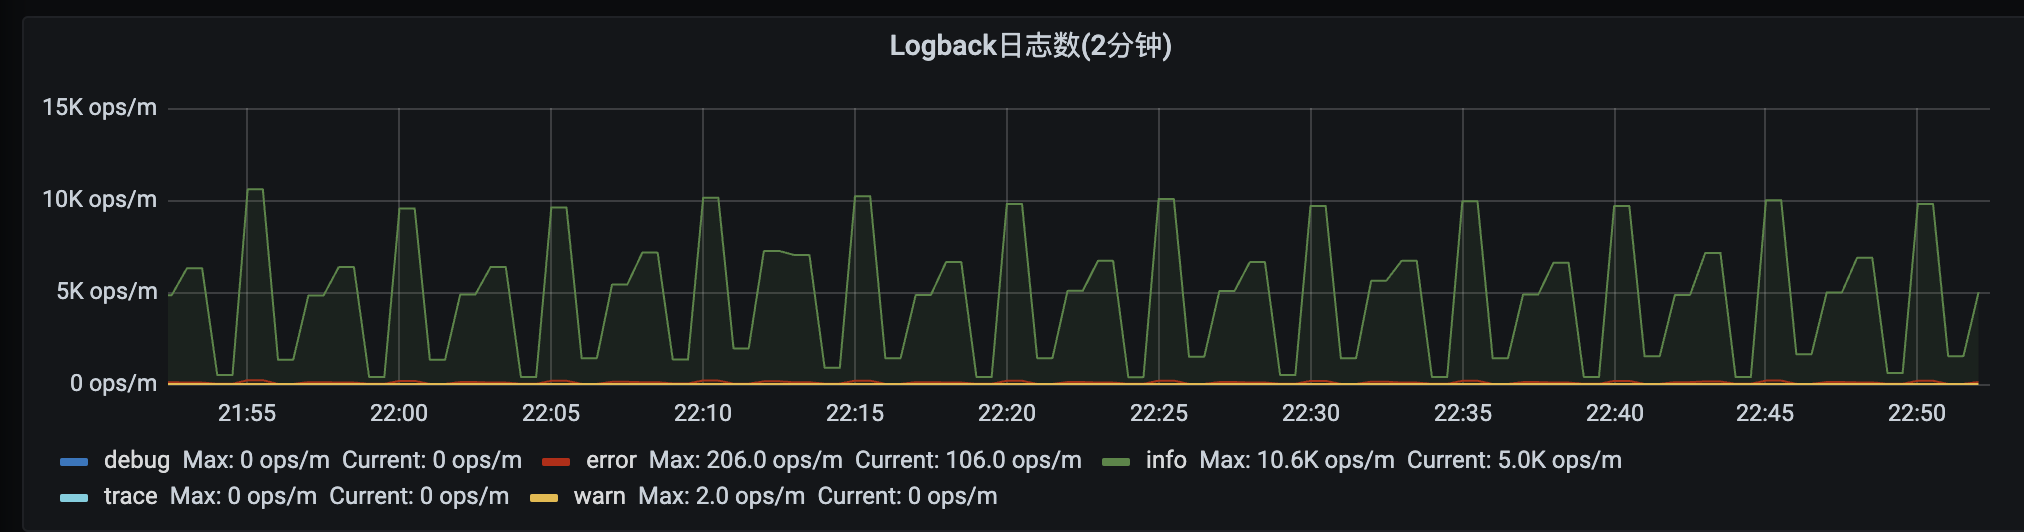 Logback日志数(2分钟)
15K ops/m
10K ops/m
5K ops/m
0 ops/m
21:55 22:00 22:05 22:10 22:15 22:20 22:25 22:30 22:35 22:40 22:45 22:50
debug Max: 0 ops/m Current: 0 ops/m error Max: 206.0 ops/m Current: 106.0 ops/m info Max: 10.6K ops/m Current: 5.0K ops/m
trace Max: 0 ops/m Current: 0 ops/m warn Max: 2.0 ops/m Current: 0 ops/m